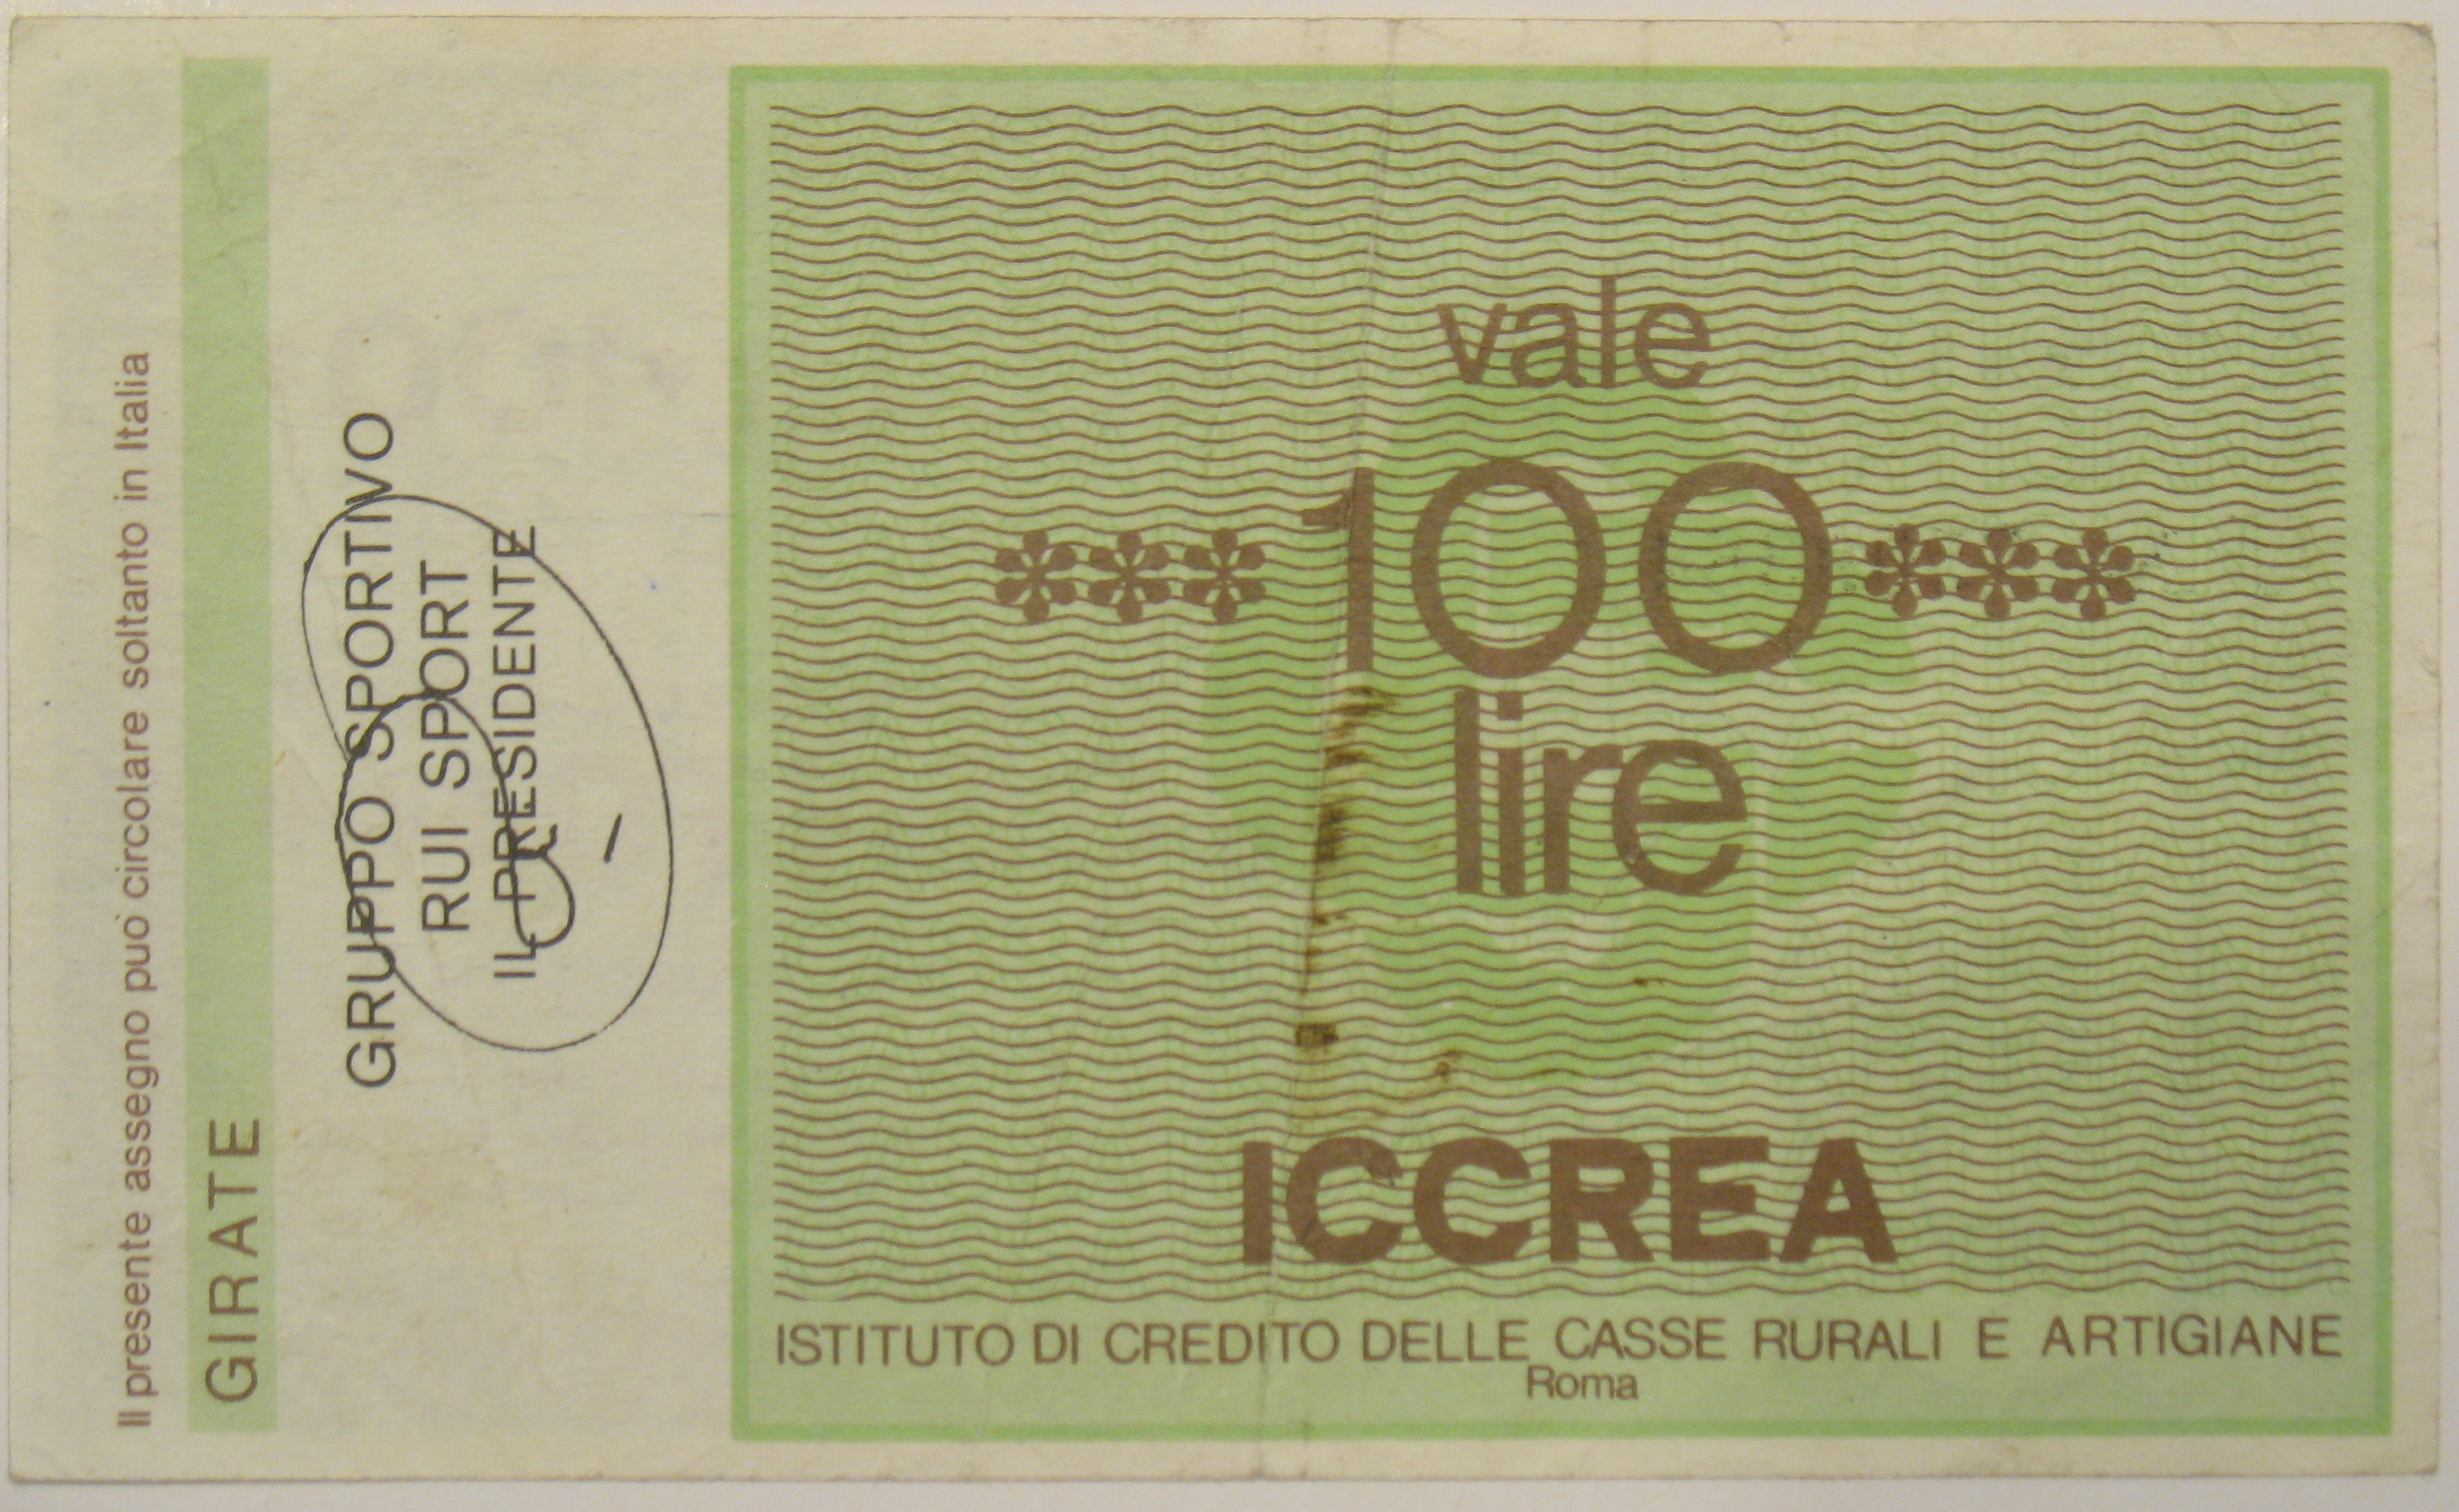 Il presente assegno può circolare soltanto in Italia
GIRATE
GRUPPO SPORTIVO
RUI SPORT
IL PRESIDENTE
vale
***100***
lire
ICCREA
ISTITUTO DI CREDITO DELLE CASSE RURALI E ARTIGIANE
Roma